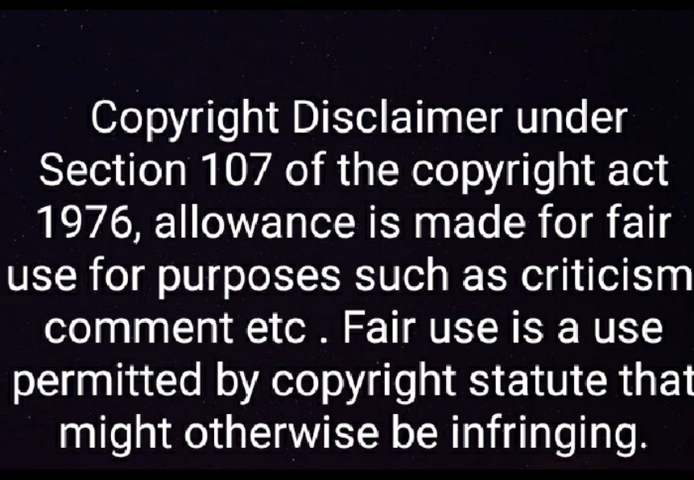 Copyright Disclaimer under
Section 107 of the copyright act
1976, allowance is made for fair
use for purposes such as criticism
comment etc . Fair use is a use
permitted by copyright statute that
might otherwise be infringing.